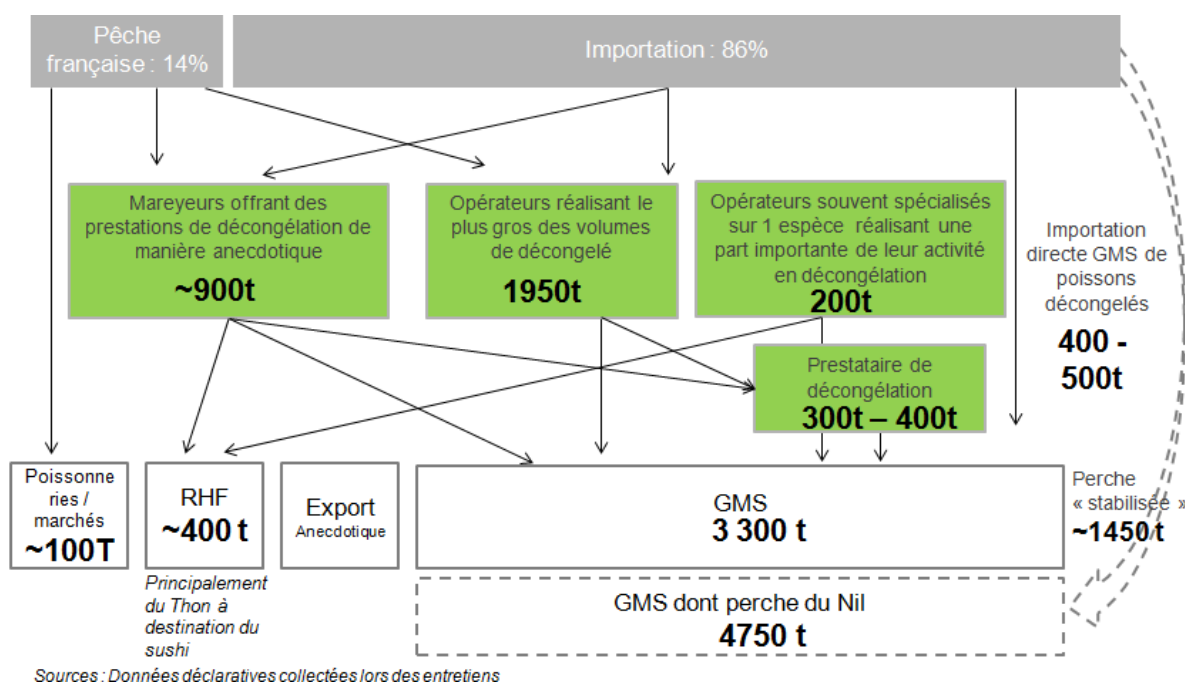 Pêche
française : 14%
Importation : 86%
Mareyeurs offrant des
prestations de décongélation de
manière anecdotique
~900t
Opérateurs réalisant le
plus gros des volumes
de décongelé
1950t
Opérateurs souvent spécialisés
sur 1 espèce réalisant une
part importante de leur activité
en décongélation
200t
Importation
directe GMS de
poissons
décongelés
400 -
500t
Prestataire de
décongélation
300t – 400t
Poissonne
ries /
marchés
~100T
RHF
~400 t
Export
Anecdotique
GMS
3 300 t
Perche
« stabilisée »
~1450 t
Principalement
du Thon à
destination du
sushi
GMS dont perche du Nil
4750 t
Sources : Données déclaratives collectées lors des entretiens